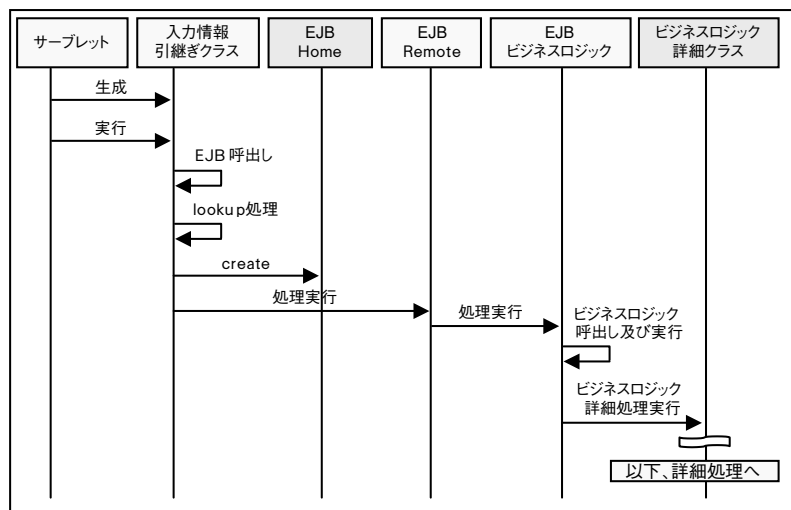 サーブレット
入力情報
引継ぎクラス
EJB
Home
EJB
Remote
EJB
ビジネスロジック
ビジネスロジック
詳細クラス
生成
実行
EJB 呼出し
lookup処理
create
処理実行
処理実行
ビジネスロジック
呼出し及び実行
ビジネスロジック
詳細処理実行
以下、詳細処理へ